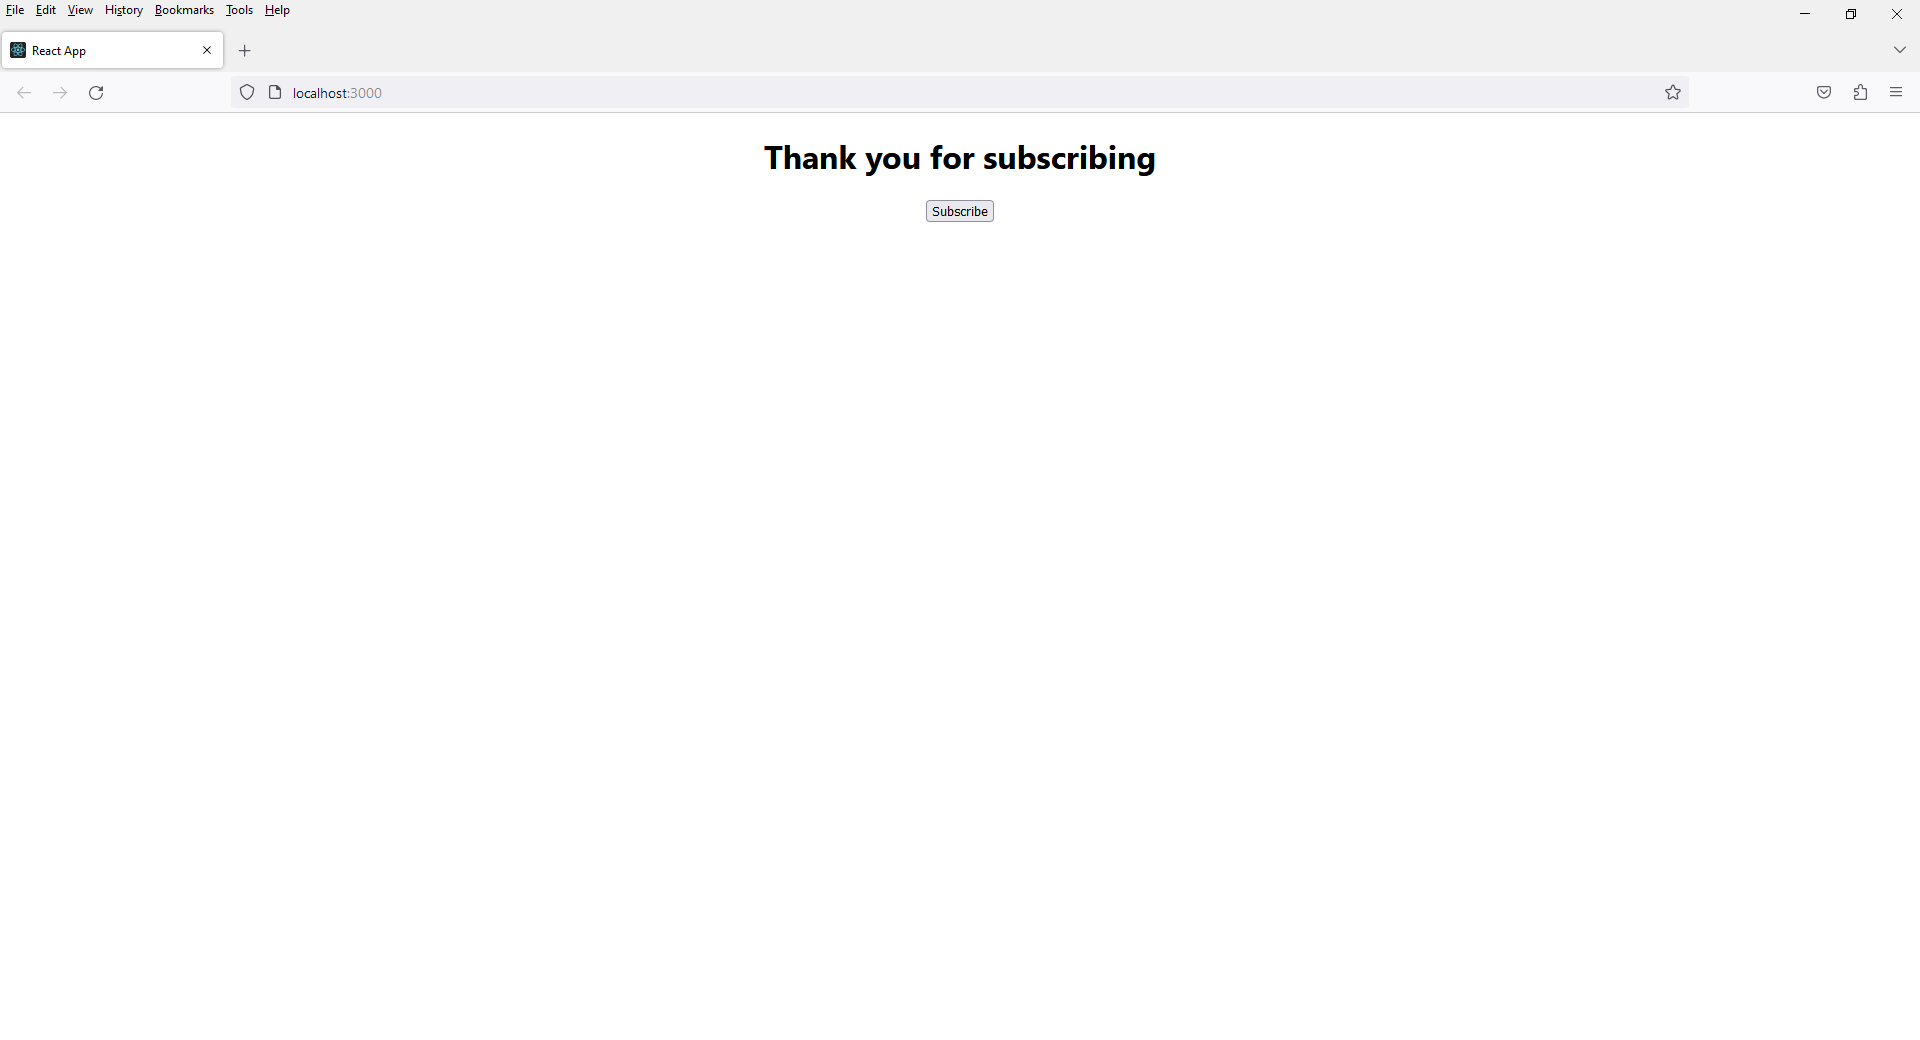 File Edit View History Bookmarks Tools Help
React App
localhost:3000
Thank you for subscribing
Subscribe